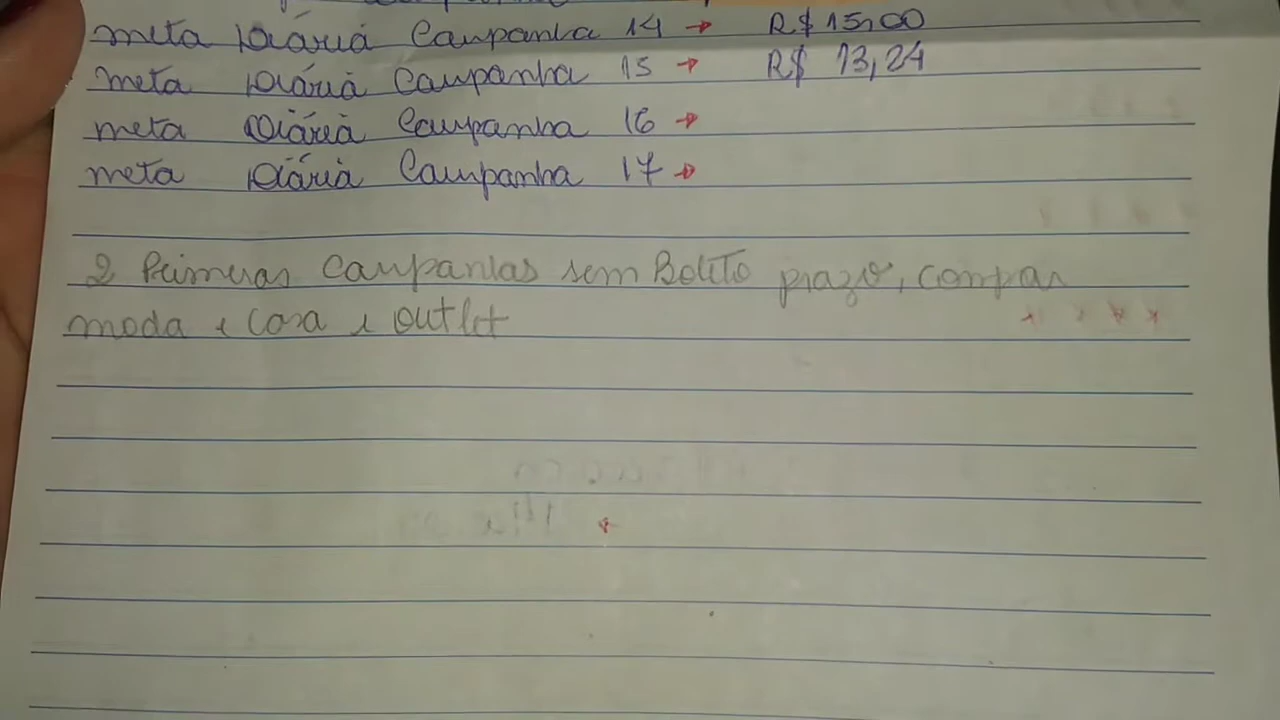 meta Diária Campanha 14 → R$ 15,00
meta Diária Campanha 15 → R$ 13,24
meta Diária Campanha 16 →
meta Diária Campanha 17 →
2 Primeiras Campanhas sem Boleto prazo, compar
moda e Casa e outlet